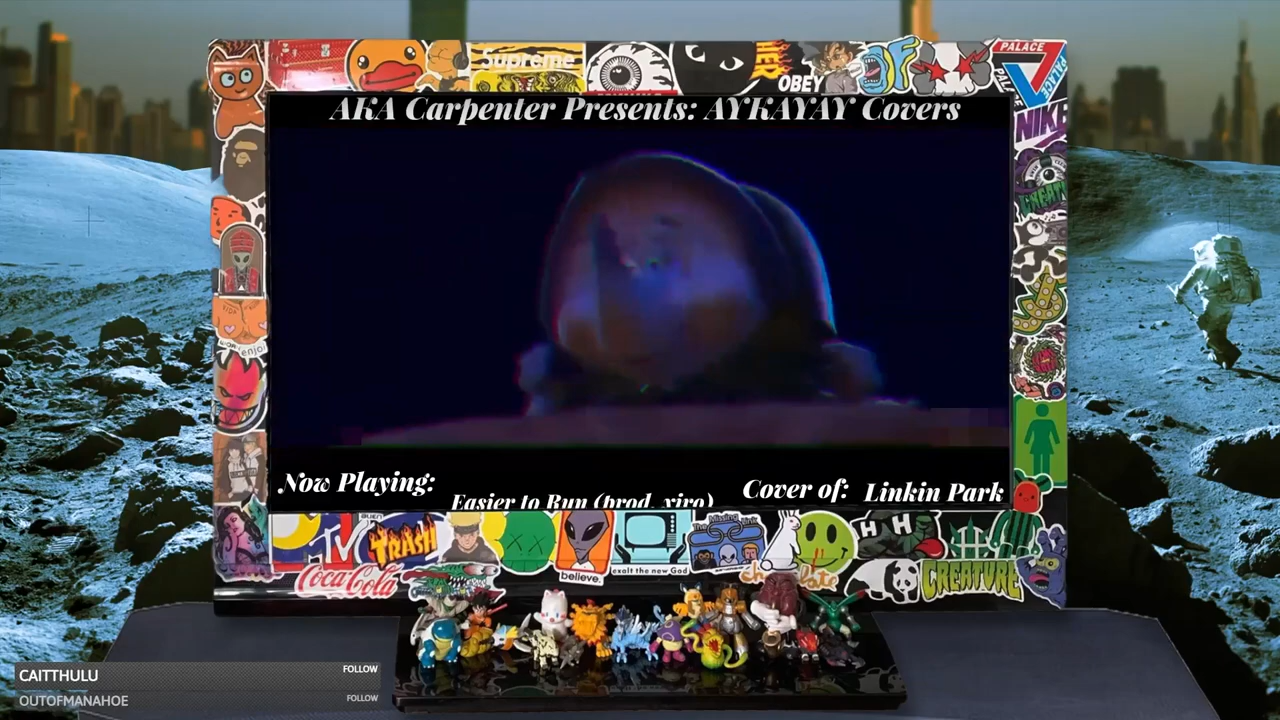 Supreme
OBEY
PALACE
NIKE
AKA Carpenter Presents: AYKAYAY Covers
Now Playing:
Easier to Run (prod. viro)
Cover of:
Linkin Park
MTV
TRASH
believe.
exalt the new God
Coca-Cola
CREATURE
CAITTHULU
FOLLOW
OUTOFMANAHOE
FOLLOW